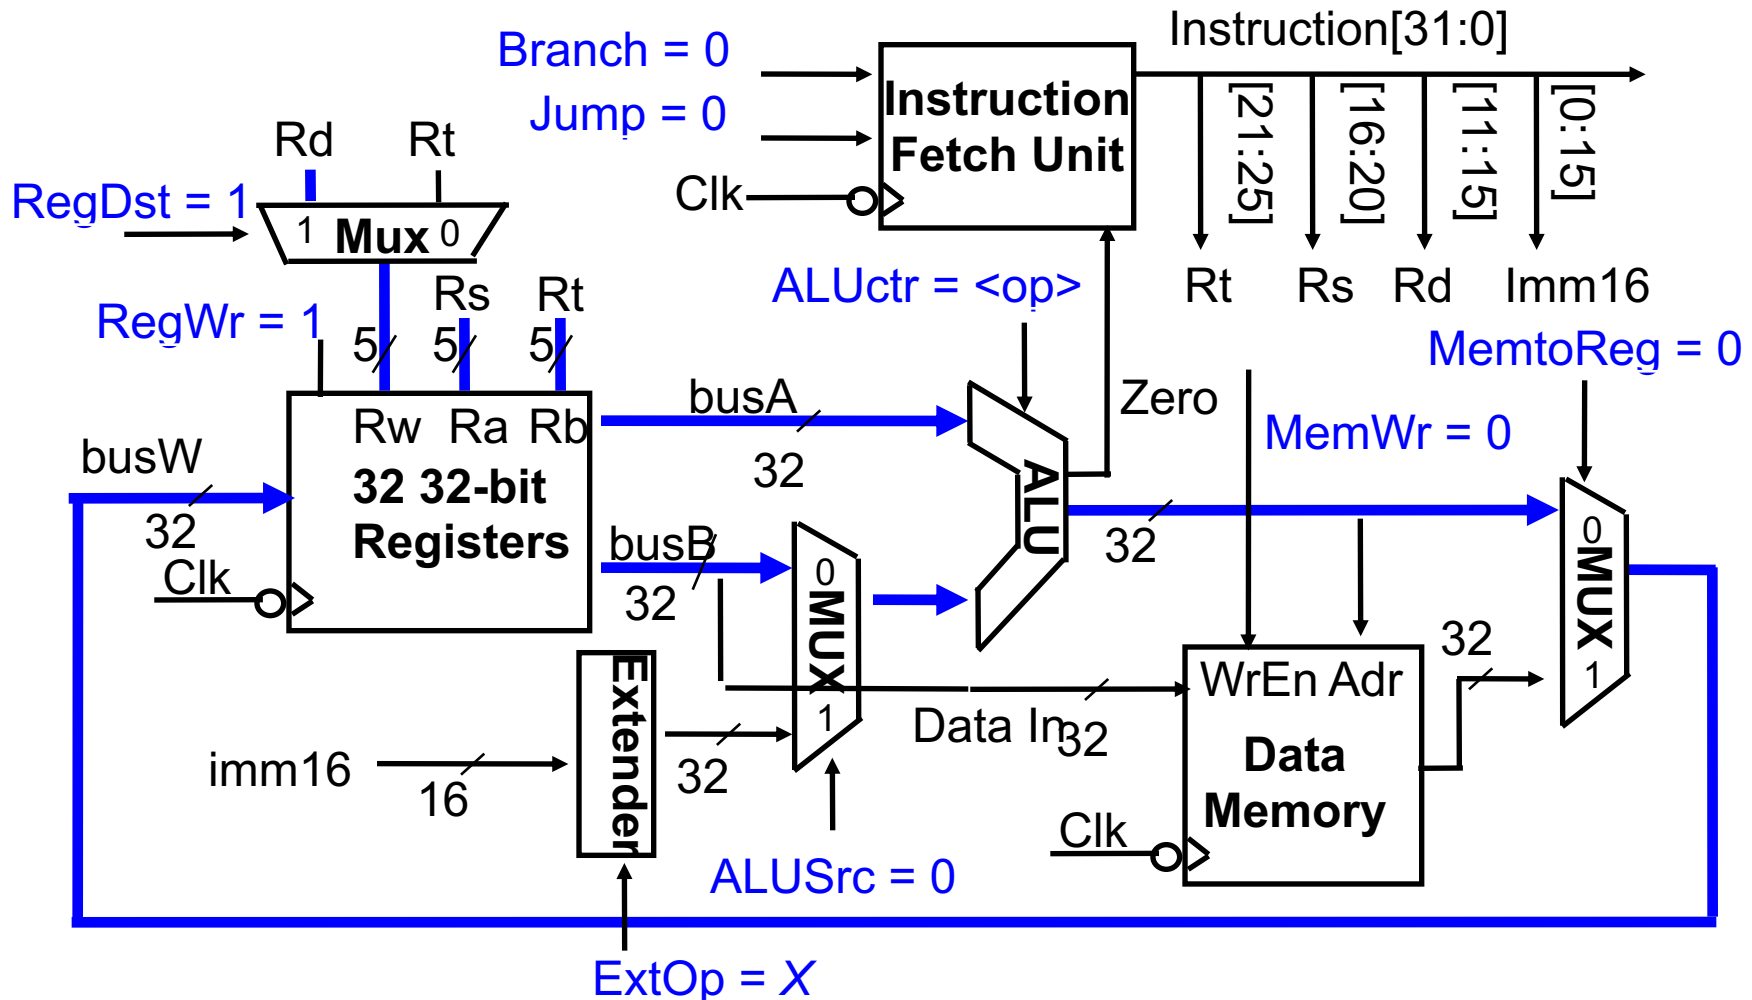 Instruction[31:0]
Branch = 0
Jump = 0
Instruction
Fetch Unit
Clk
[21:25]
[16:20]
[11:15]
[0:15]
Rt
Rs
Rd
Imm16
Rd
Rt
RegDst = 1
1
Mux
0
RegWr = 1
5
Rs
5
Rt
5
ALUctr = <op>
MemtoReg = 0
Zero
MemWr = 0
busW
32
Clk
Rw
Ra
Rb
32 32-bit
Registers
busA
32
busB
32
0
MUX
1
ALU
32
0
MUX
1
32
WrEn
Adr
Data In
32
Data
Memory
Clk
imm16
16
Extender
32
ALUSrc = 0
ExtOp = X